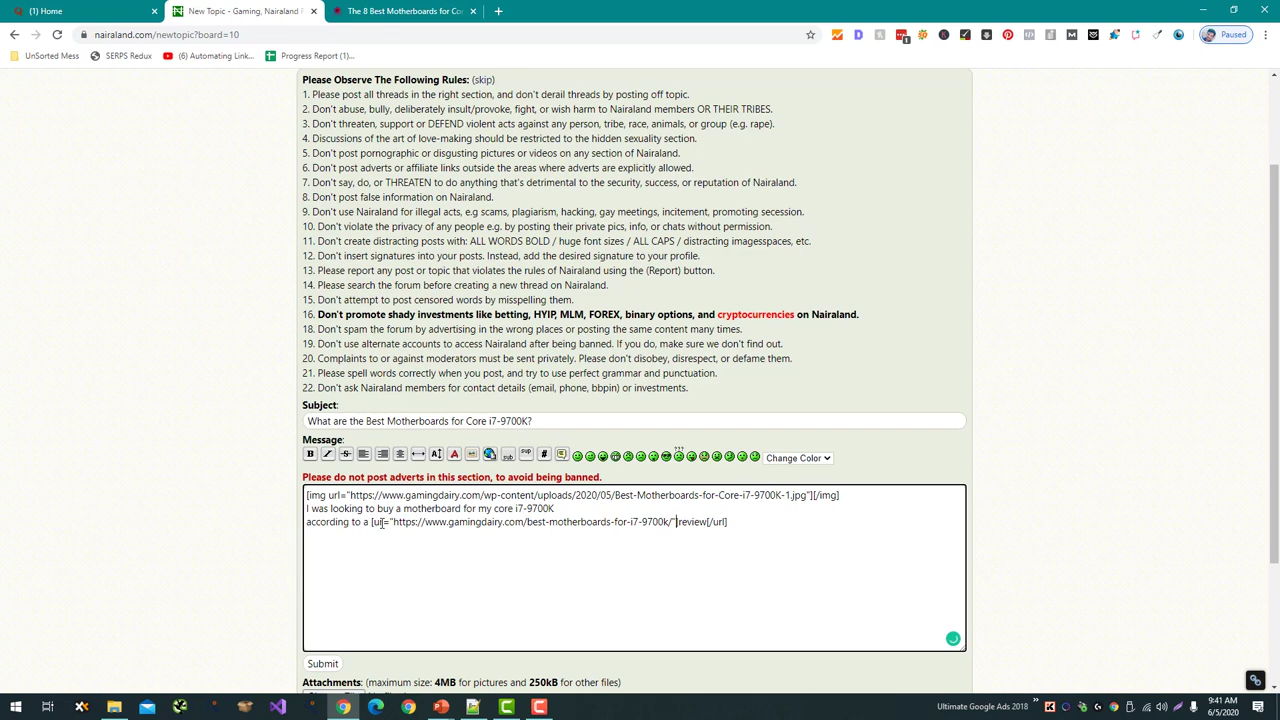 (1) Home
New Topic - Gaming, Nairaland F
The 8 Best Motherboards for Co
nairaland.com/newtopic?board=10
Paused
UnSorted Mess
SERPS Redux
(6) Automating Link...
Progress Report (1)...
Please Observe The Following Rules: (skip)
1. Please post all threads in the right section, and don't derail threads by posting off topic.
2. Don't abuse, bully, deliberately insult/provoke, fight, or wish harm to Nairaland members OR THEIR TRIBES.
3. Don't threaten, support or DEFEND violent acts against any person, tribe, race, animals, or group (e.g. rape).
4. Discussions of the art of love-making should be restricted to the hidden sexuality section.
5. Don't post pornographic or disgusting pictures or videos on any section of Nairaland.
6. Don't post adverts or affiliate links outside the areas where adverts are explicitly allowed.
7. Don't say, do, or THREATEN to do anything that's detrimental to the security, success, or reputation of Nairaland.
8. Don't post false information on Nairaland.
9. Don't use Nairaland for illegal acts, e.g scams, plagiarism, hacking, gay meetings, incitement, promoting secession.
10. Don't violate the privacy of any people e.g. by posting their private pics, info, or chats without permission.
11. Don't create distracting posts with: ALL WORDS BOLD / huge font sizes / ALL CAPS / distracting imagesspaces, etc.
12. Don't insert signatures into your posts. Instead, add the desired signature to your profile.
13. Please report any post or topic that violates the rules of Nairaland using the (Report) button.
14. Please search the forum before creating a new thread on Nairaland.
15. Don't attempt to post censored words by misspelling them.
16. Don't promote shady investments like betting, HYIP, MLM, FOREX, binary options, and cryptocurrencies on Nairaland.
18. Don't spam the forum by advertising in the wrong places or posting the same content many times.
19. Don't use alternate accounts to access Nairaland after being banned. If you do, make sure we don't find out.
20. Complaints to or against moderators must be sent privately. Please don't disobey, disrespect, or defame them.
21. Please spell words correctly when you post, and try to use perfect grammar and punctuation.
22. Don't ask Nairaland members for contact details (email, phone, bbpin) or investments.
Subject:
What are the Best Motherboards for Core i7-9700K?
Message:
Change Color
Please do not post adverts in this section, to avoid being banned.
[img url="https://www.gamingdairy.com/wp-content/uploads/2020/05/Best-Motherboards-for-Core-i7-9700K-1.jpg"][/img]
I was looking to buy a motherboard for my core i7-9700K
according to a [url="https://www.gamingdairy.com/best-motherboards-for-i7-9700k/"]review[/url]
Submit
Attachments: (maximum size: 4MB for pictures and 250kB for other files)
Ultimate Google Ads 2018
9:41 AM
6/5/2020